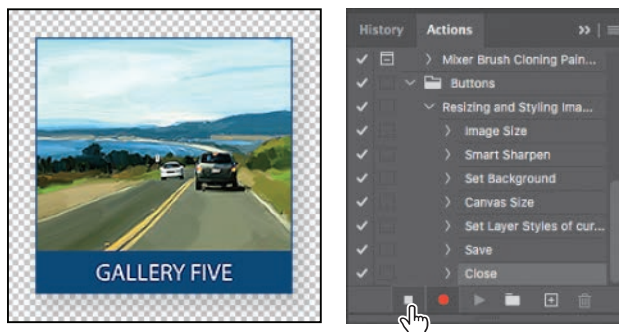 GALLERY FIVE
History Actions
Mixer Brush Cloning Pain...
Buttons
Resizing and Styling Ima...
Image Size
Smart Sharpen
Set Background
Canvas Size
Set Layer Styles of cur...
Save
Close